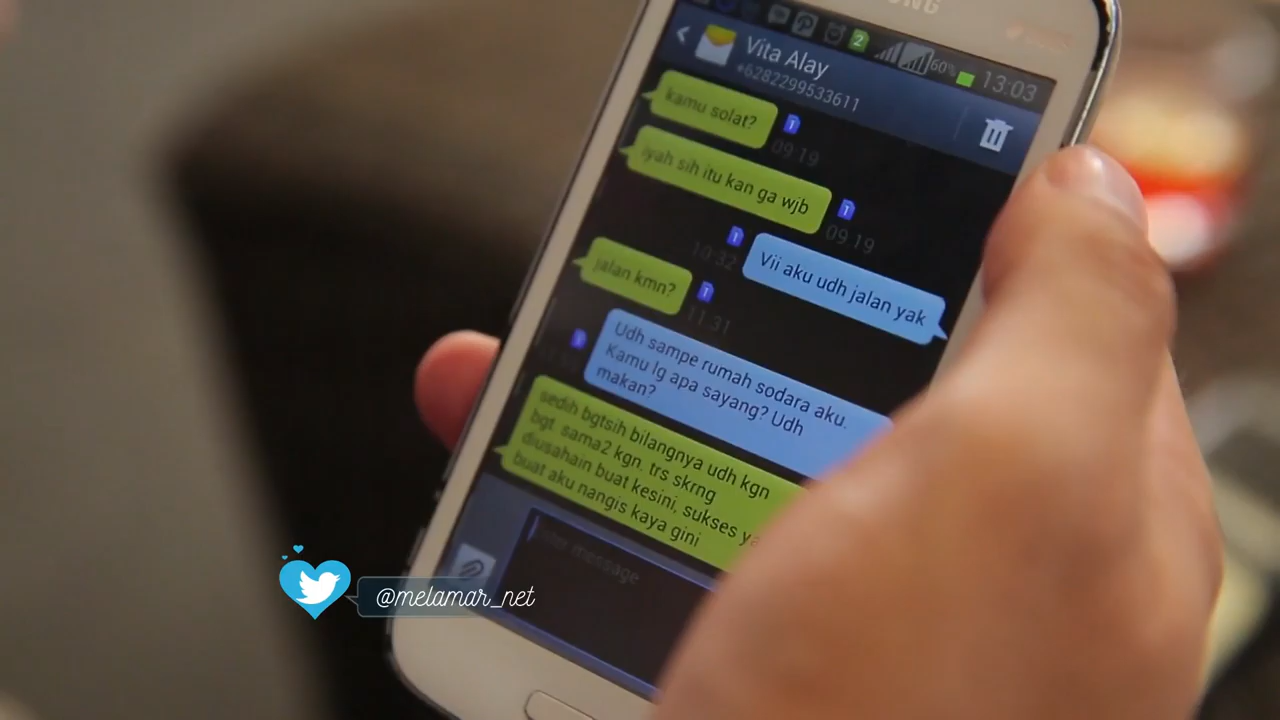 2
60%
13:03
Vita Alay
+6282299533611
kamu solat?
09.19
iyah sih itu kan ga wjb
09.19
10:32
Vii aku udh jalan yak
jalan kmn?
11.31
Udh sampe rumah sodara aku.
Kamu lg apa sayang? Udh
makan?
sedih bgtsih bilangnya udh kgn
bgt sama2 kgn. trs skrng
diusahain buat kesini, sukses ya
buat aku nangis kaya gini
message
@melamar_net